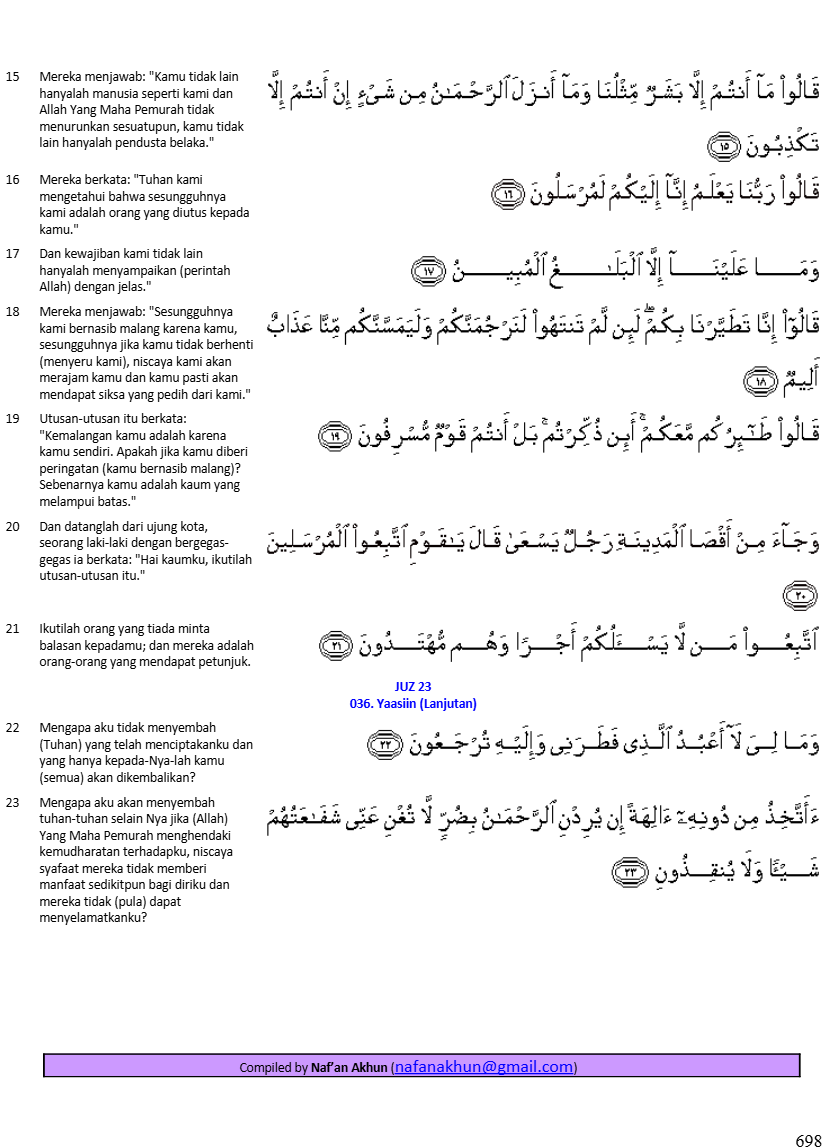 15 Mereka menjawab: "Kamu tidak lain
hanyalah manusia seperti kami dan
Allah Yang Maha Pemurah tidak
menurunkan sesuatupun, kamu tidak
lain hanyalah pendusta belaka."
قَالُوا۟ مَآ أَنتُمْ إِلَّا بَشَرٌ مِّثْلُنَا وَمَآ أَنزَلَ ٱلرَّحْمَـٰنُ مِن شَىْءٍ إِنْ أَنتُمْ إِلَّا
تَكْذِبُونَ ١٥
16 Mereka berkata: "Tuhan kami
mengetahui bahwa sesungguhnya
kami adalah orang yang diutus kepada
kamu."
قَالُوا۟ رَبُّنَا يَعْلَمُ إِنَّآ إِلَيْكُمْ لَمُرْسَلُونَ ١٦
17 Dan kewajiban kami tidak lain
hanyalah menyampaikan (perintah
Allah) dengan jelas."
وَمَا عَلَيْنَآ إِلَّا ٱلْبَلَـٰغُ ٱلْمُبِينُ ١٧
18 Mereka menjawab: "Sesungguhnya
kami bernasib malang karena kamu,
sesungguhnya jika kamu tidak berhenti
(menyeru kami), niscaya kami akan
merajam kamu dan kamu pasti akan
mendapat siksa yang pedih dari kami."
قَالُوٓا۟ إِنَّا تَطَيَّرْنَا بِكُمْ ۖ لَئِن لَّمْ تَنتَهُوا۟ لَنَرْجُمَنَّكُمْ وَلَيَمَسَّنَّكُم مِّنَّا عَذَابٌ
أَلِيمٌ ١٨
19 Utusan-utusan itu berkata:
"Kemalangan kamu adalah karena
kamu sendiri. Apakah jika kamu diberi
peringatan (kamu bernasib malang)?
Sebenarnya kamu adalah kaum yang
melampui batas."
قَالُوا۟ طَـٰٓئِرُكُم مَّعَكُمْ ۚ أَئِن ذُكِّرْتُم ۚ بَلْ أَنتُمْ قَوْمٌ مُّسْرِفُونَ ١٩
20 Dan datanglah dari ujung kota,
seorang laki-laki dengan bergegas-
gegas ia berkata: "Hai kaumku, ikutilah
utusan-utusan itu."
وَجَآءَ مِنْ أَقْصَا ٱلْمَدِينَةِ رَجُلٌ يَسْعَىٰ قَالَ يَـٰقَوْمِ ٱتَّبِعُوا۟ ٱلْمُرْسَلِينَ
٢٠
21 Ikutilah orang yang tiada minta
balasan kepadamu; dan mereka adalah
orang-orang yang mendapat petunjuk.
ٱتَّبِعُوا۟ مَن لَّا يَسْـَٔلُكُمْ أَجْرًا وَهُم مُّهْتَدُونَ ٢١
JUZ 23
036. Yaasiin (Lanjutan)
22 Mengapa aku tidak menyembah
(Tuhan) yang telah menciptakanku dan
yang hanya kepada-Nya-lah kamu
(semua) akan dikembalikan?
وَمَا لِىَ لَآ أَعْبُدُ ٱلَّذِى فَطَرَنِى وَإِلَيْهِ تُرْجَعُونَ ٢٢
23 Mengapa aku akan menyembah
tuhan-tuhan selain Nya jika (Allah)
Yang Maha Pemurah menghendaki
kemudharatan terhadapku, niscaya
syafaat mereka tidak memberi
manfaat sedikitpun bagi diriku dan
mereka tidak (pula) dapat
menyelamatkanku?
ءَأَتَّخِذُ مِن دُونِهِۦٓ ءَالِهَةً إِن يُرِدْنِ ٱلرَّحْمَـٰنُ بِضُرٍّ لَّا تُغْنِ عَنِّى شَفَـٰعَتُهُمْ
شَيْـًٔا وَلَا يُنقِذُونِ ٢٣
Compiled by Naf’an Akhun (nafanakhun@gmail.com)
698